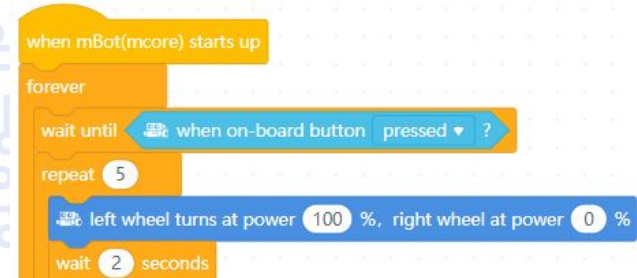 when mBot(mcore) starts up
forever
wait until when on-board button pressed ?
repeat 5
left wheel turns at power 100 %, right wheel at power 0 %
wait 2 seconds